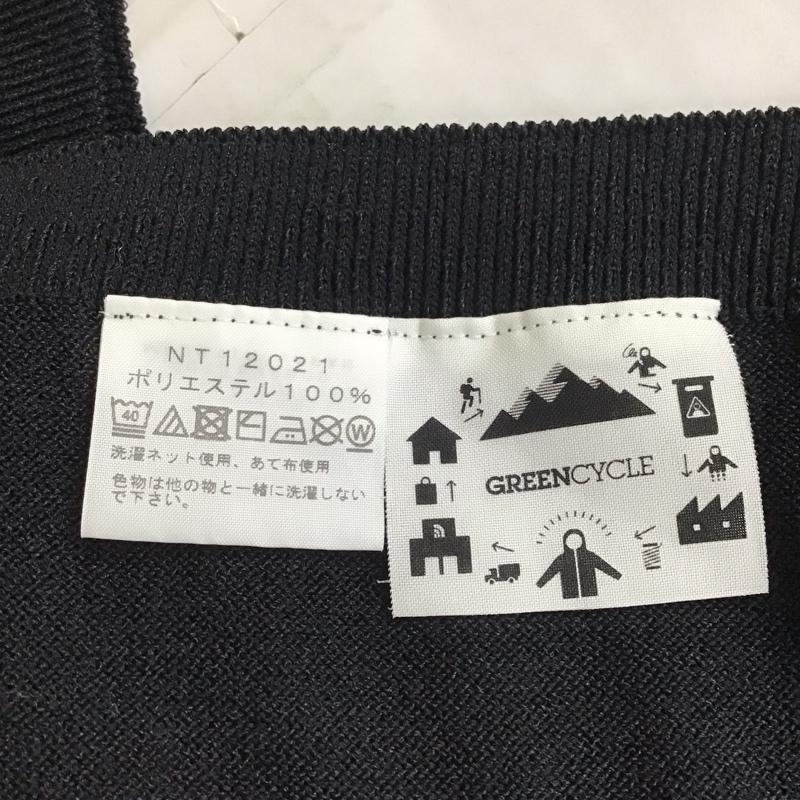 NT12021
ポリエステル100%
40 W
洗濯ネット使用、あて布使用
色物は他の物と一緒に洗濯しない
で下さい。
GREENCYCLE